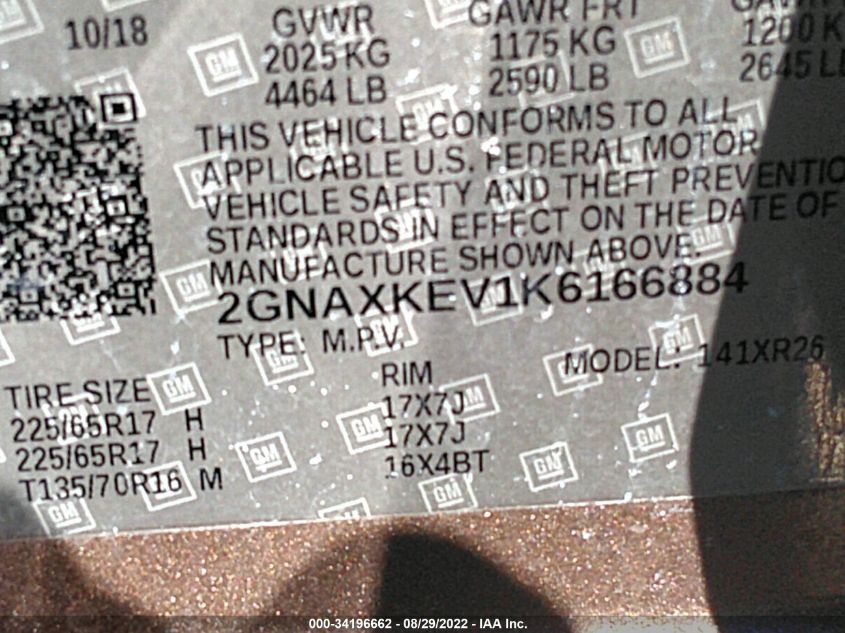 10/18
GVWR
2025 KG
4464 LB
GAWR FRT
1175 KG
2590 LB
1200 K
2645 L
THIS VEHICLE CONFORMS TO ALL
APPLICABLE U.S. FEDERAL MOTOR
VEHICLE SAFETY AND THEFT PREVENTIO
STANDARDS IN EFFECT ON THE DATE OF
MANUFACTURE SHOWN ABOVE.
2GNAXKEV1K6166884
TYPE: M.P.V.
MODEL: 141XR26
TIRE SIZE
RIM
225/65R17 H
17X7J
225/65R17 H
17X7J
T135/70R16 M
16X4BT
GM
000-34196662 - 08/29/2022 - IAA Inc.